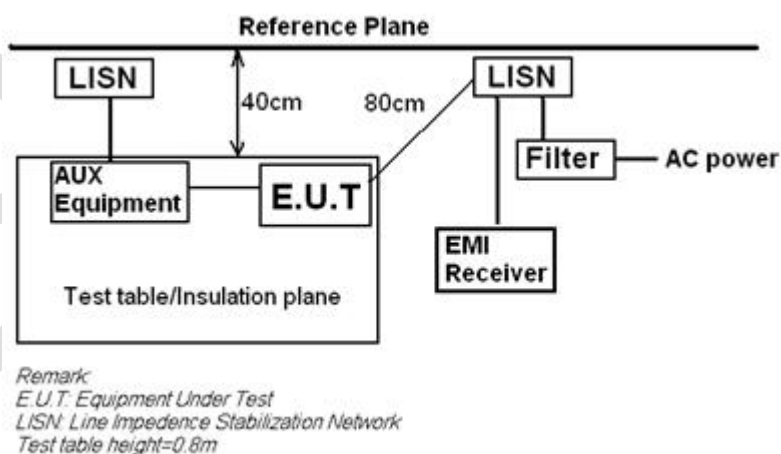 Reference Plane
LISN
40cm
80cm
LISN
Filter
AC power
AUX
Equipment
E.U.T
EMI
Receiver
Test table/Insulation plane
Remark:
E.U.T: Equipment Under Test
LISN: Line Impedence Stabilization Network
Test table height=0.8m